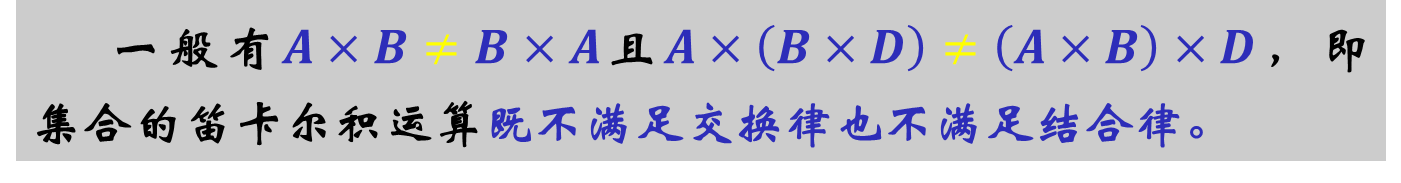 一般有A × B ≠ B × A且A × (B × D) ≠ (A × B) × D，即
集合的笛卡尔积运算既不满足交换律也不满足结合律。